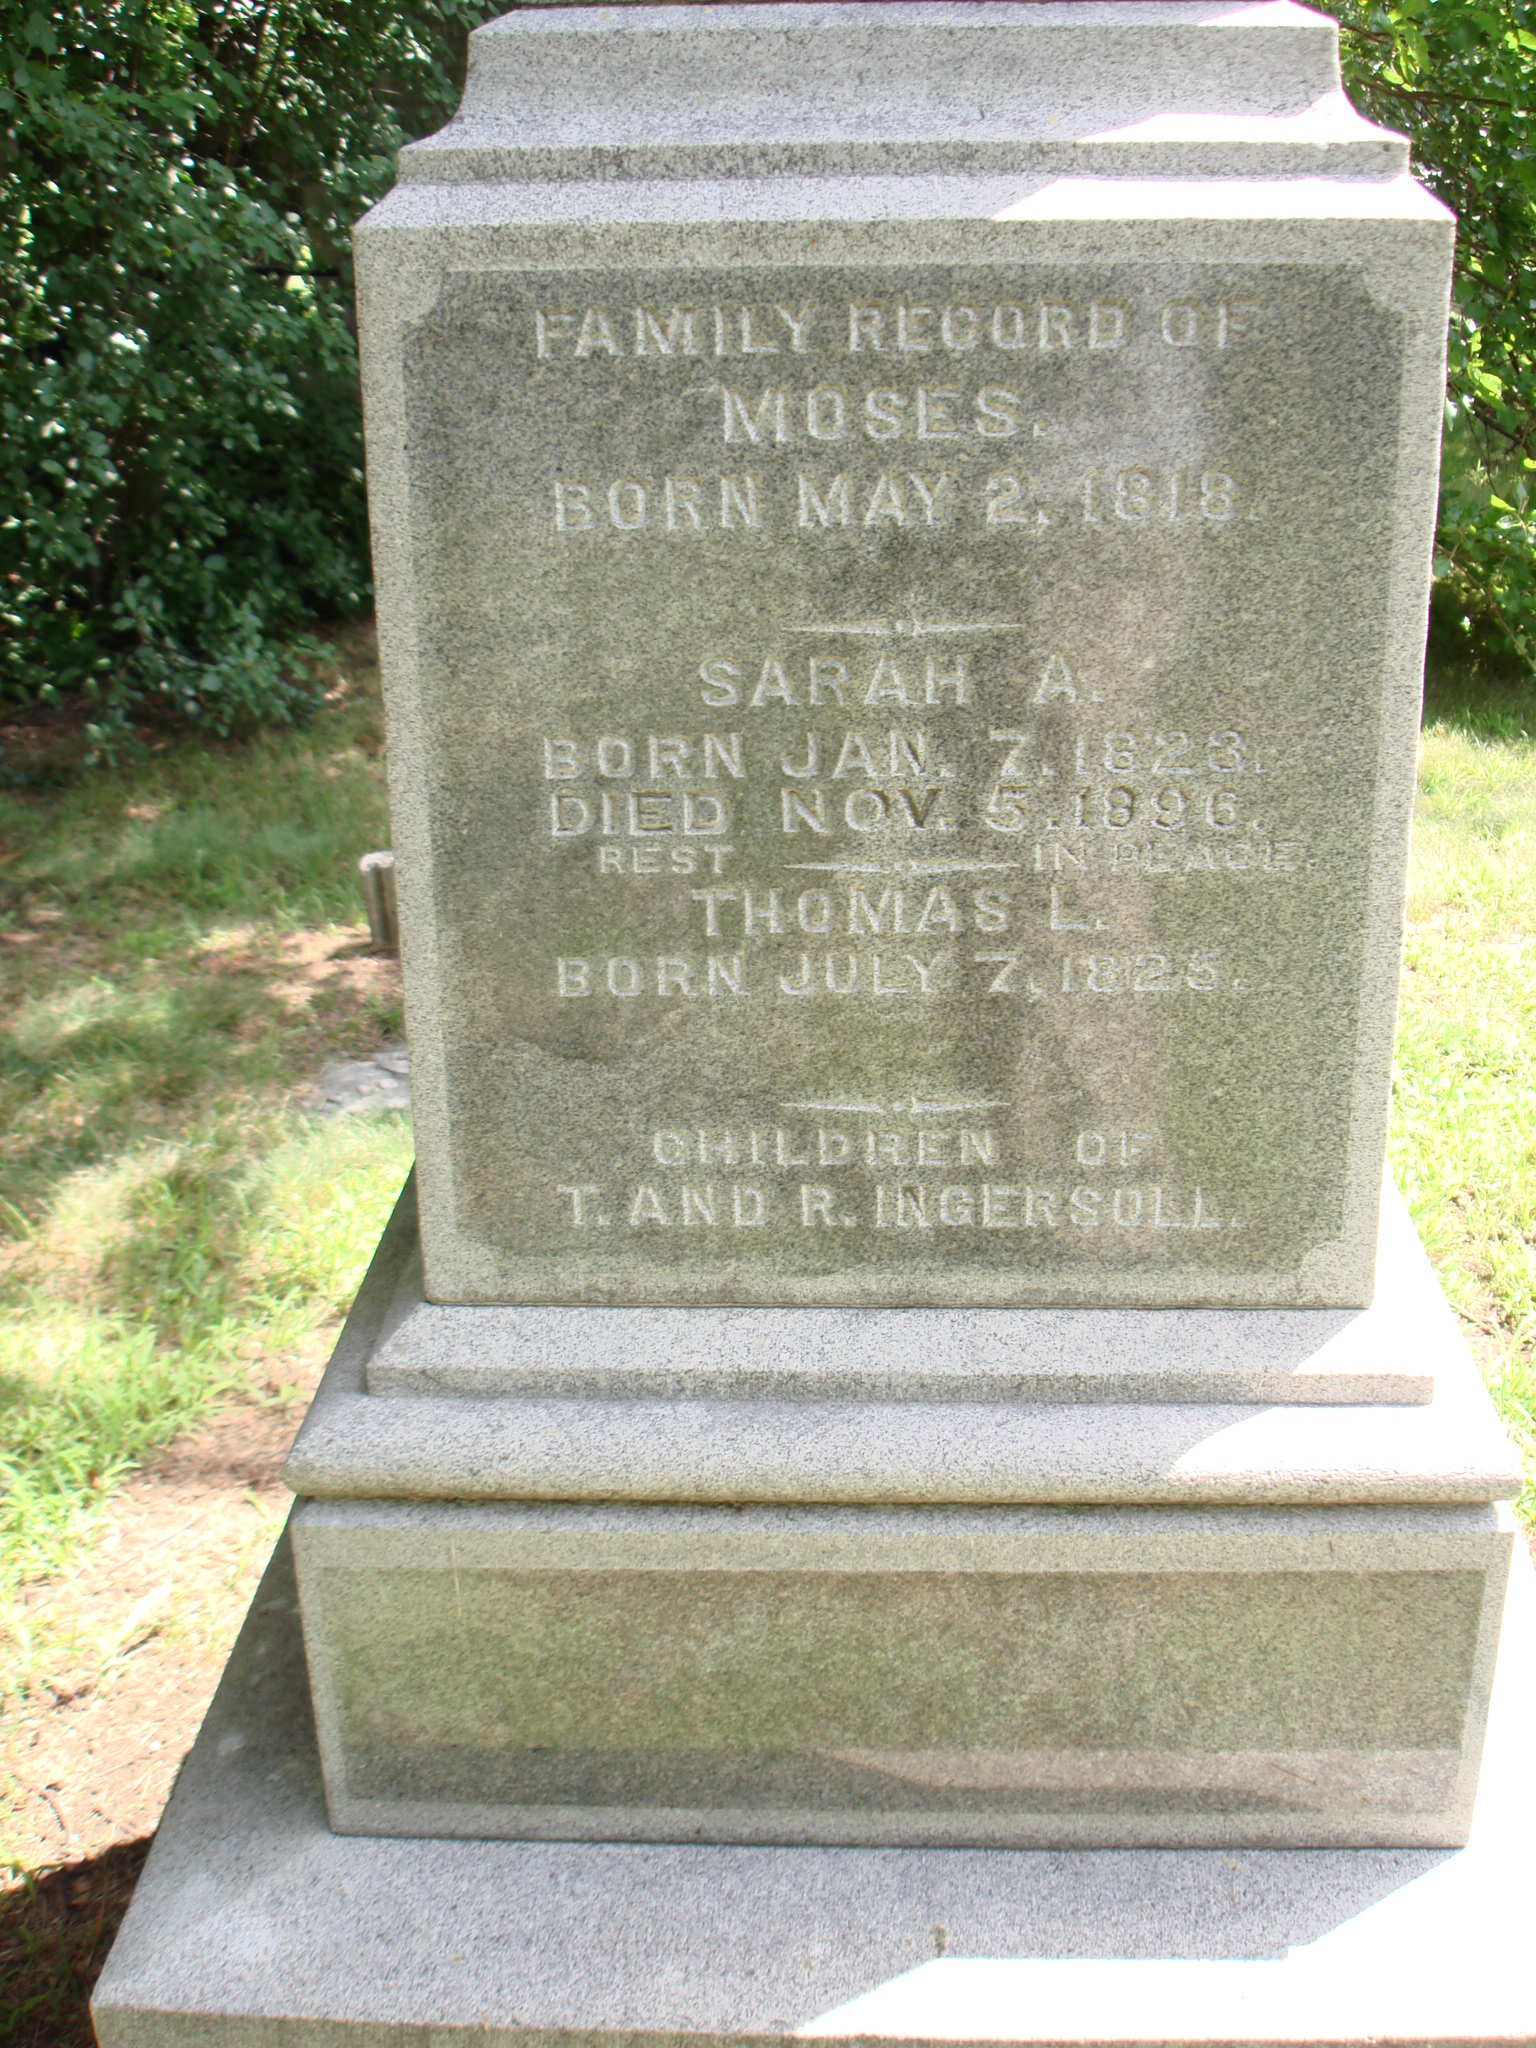 FAMILY RECORD OF
MOSES.
BORN MAY 2, 1818.
SARAH A.
BORN JAN. 7, 1823.
DIED NOV. 5, 1896.
REST IN PEACE.
THOMAS L.
BORN JULY 7, 1825.
CHILDREN OF
T. AND R. INGERSOLL.